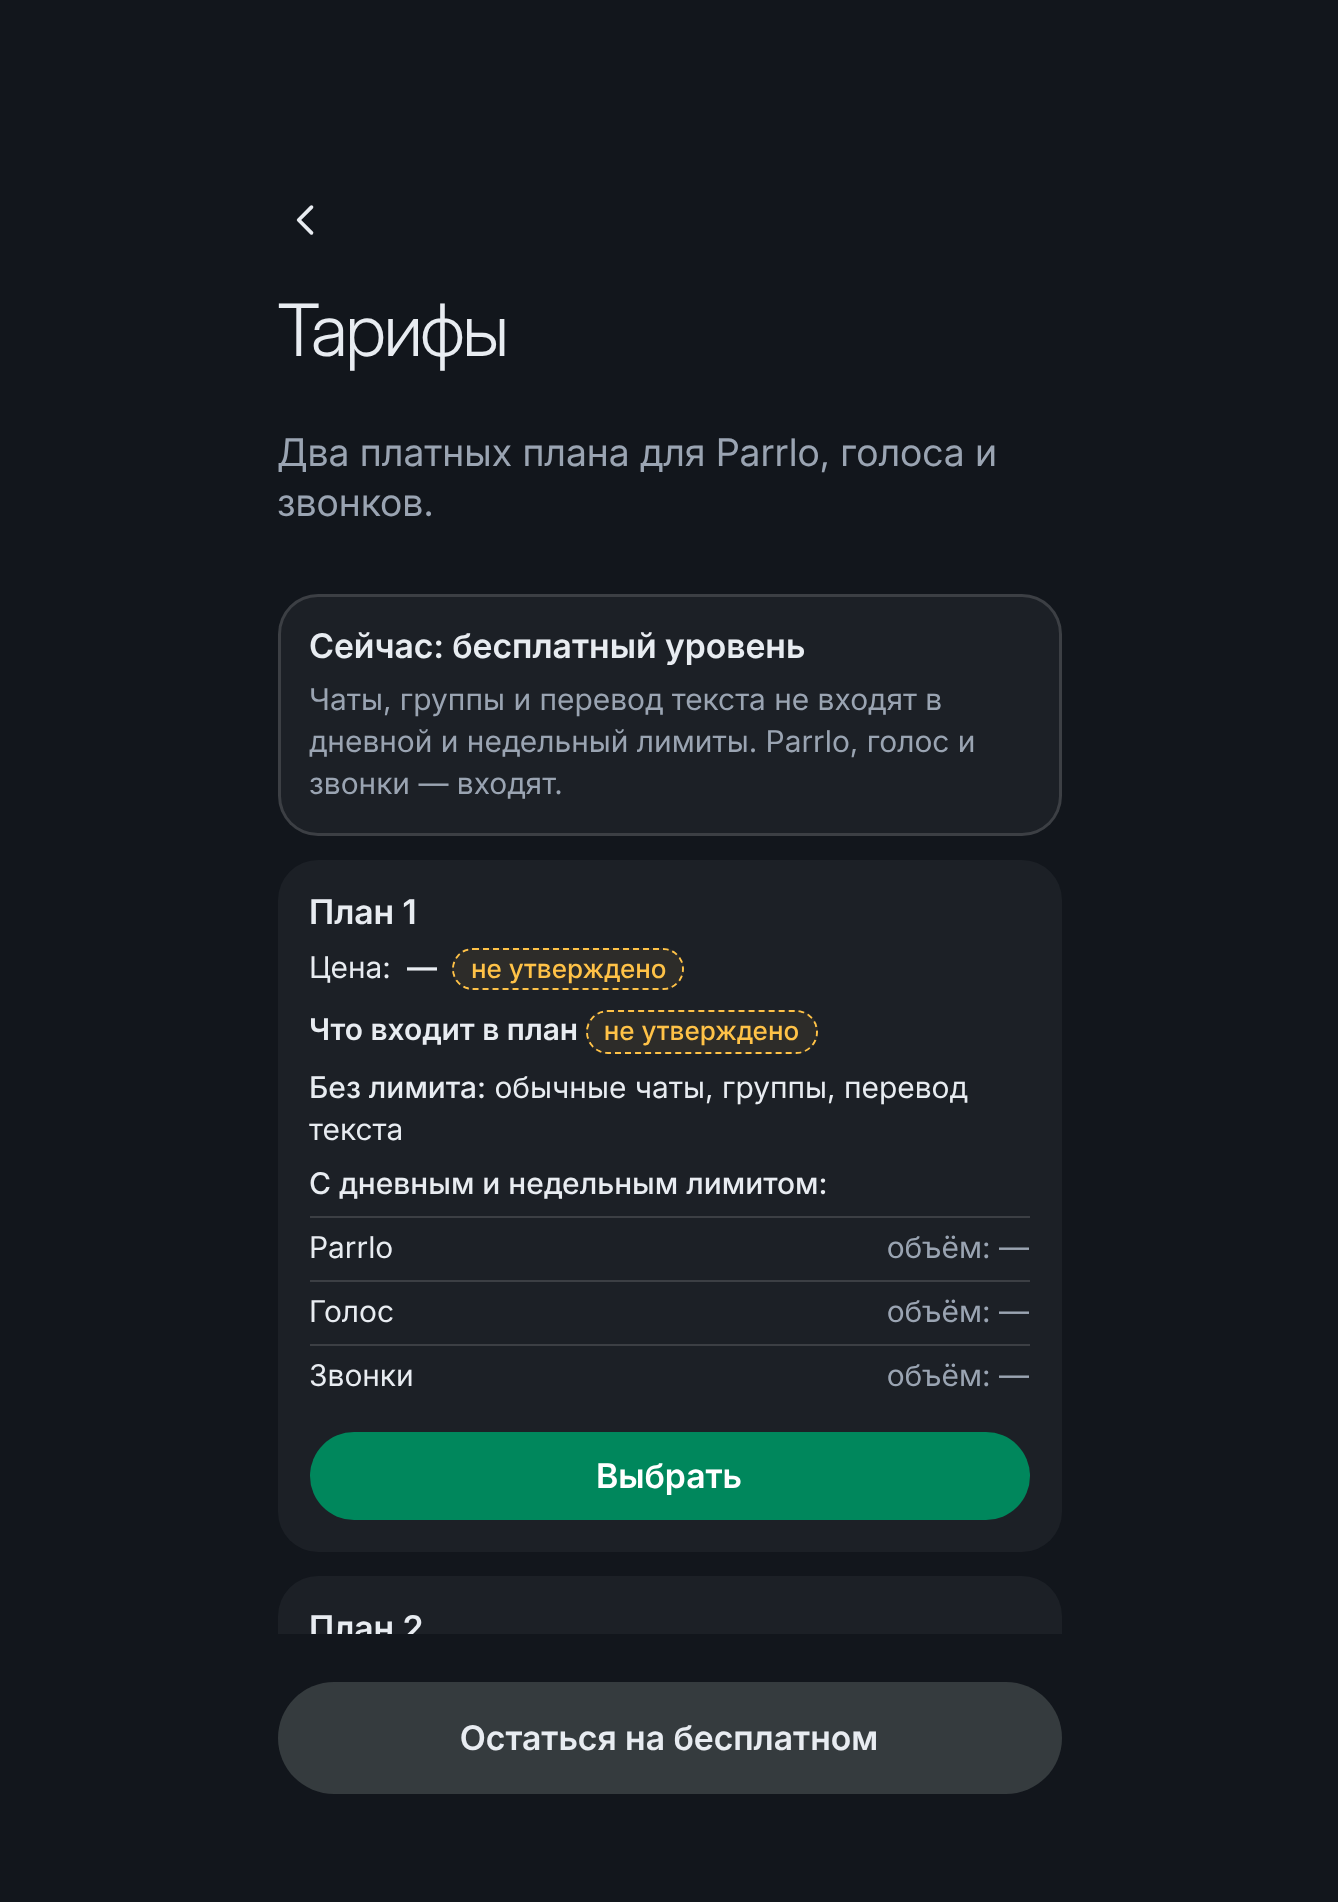 Тарифы
Два платных плана для Parrlo, голоса и
звонков.
Сейчас: бесплатный уровень
Чаты, группы и перевод текста не входят в
дневной и недельный лимиты. Parrlo, голос и
звонки — входят.
План 1
Цена: — не утверждено
Что входит в план не утверждено
Без лимита: обычные чаты, группы, перевод
текста
С дневным и недельным лимитом:
Parrlo объём: —
Голос объём: —
Звонки объём: —
Выбрать
План 2
Остаться на бесплатном